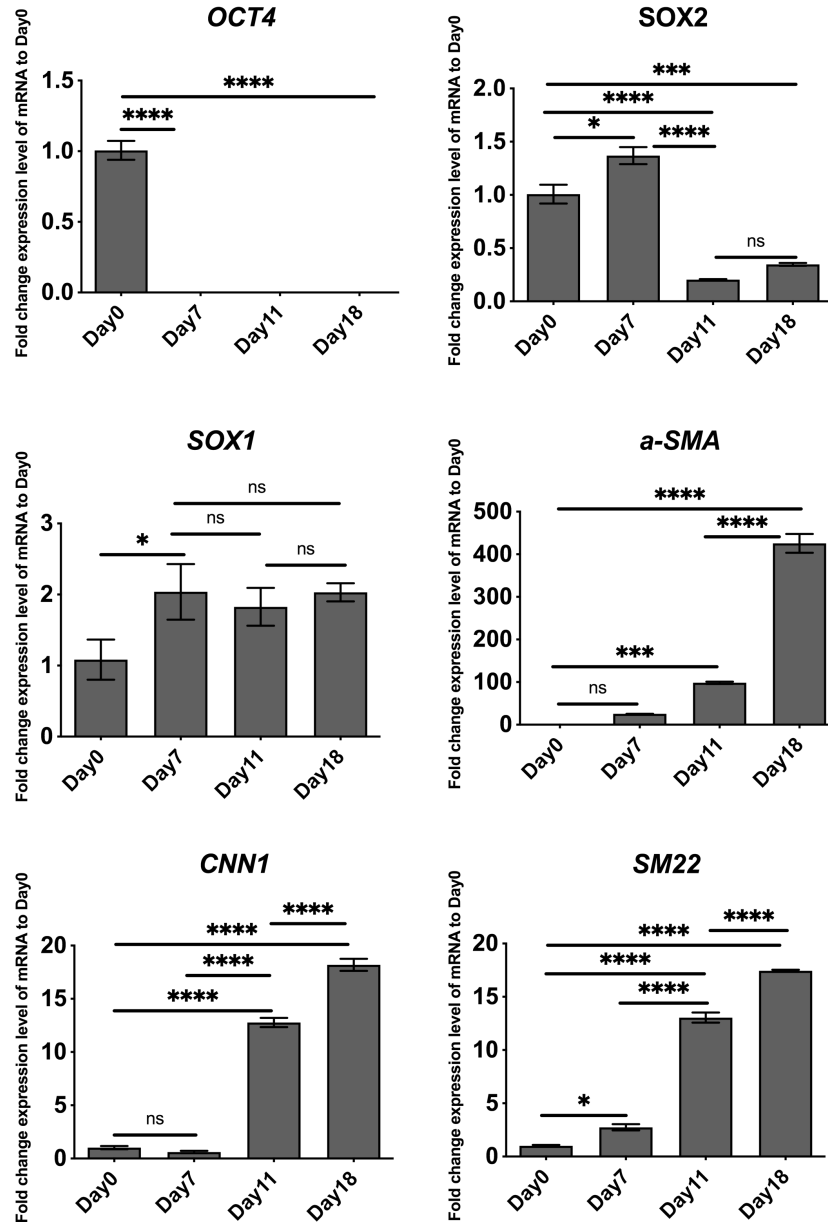 OCT4
Fold change expression level of mRNA to Day0
1.5
1.0
0.5
0.0
****
****
Day0
Day7
Day11
Day18
SOX2
Fold change expression level of mRNA to Day0
2.0
1.5
1.0
0.5
0.0
***
****
*
****
ns
Day0
Day7
Day11
Day18
SOX1
Fold change expression level of mRNA to Day0
3
2
1
0
ns
*
ns
ns
Day0
Day7
Day11
Day18
a-SMA
Fold change expression level of mRNA to Day0
500
400
300
200
100
0
****
****
***
ns
Day0
Day7
Day11
Day18
CNN1
Fold change expression level of mRNA to Day0
20
15
10
5
0
****
****
****
****
ns
Day0
Day7
Day11
Day18
SM22
Fold change expression level of mRNA to Day0
20
15
10
5
0
****
****
****
****
*
Day0
Day7
Day11
Day18